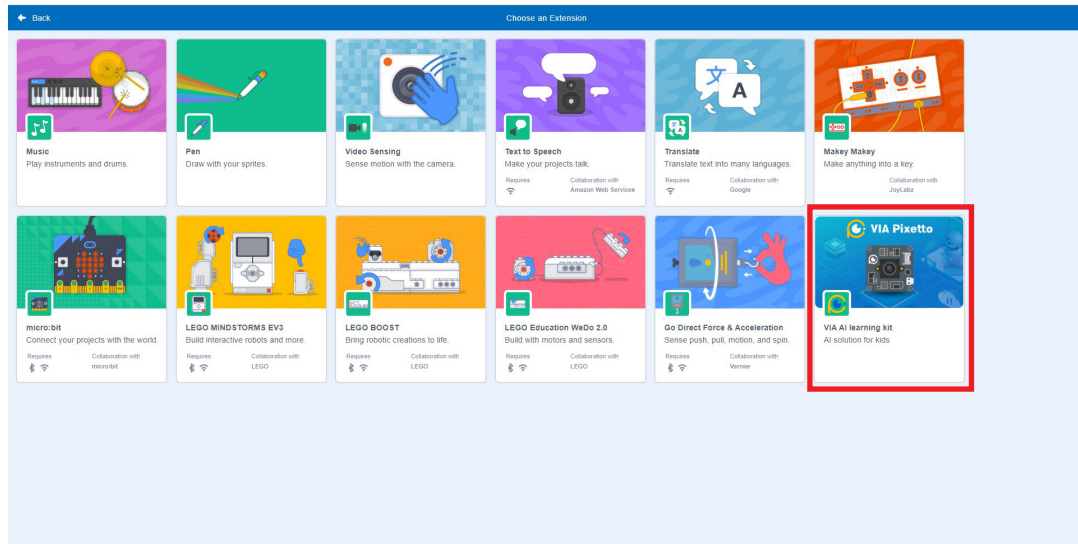 Back
Choose an Extension
Music
Play instruments and drums.
Pen
Draw with your sprites.
Video Sensing
Sense motion with the camera.
Text to Speech
Make your projects talk.
Requires
Collaboration with
Amazon Web Services
Translate
Translate text into many languages.
Requires
Collaboration with
Google
文
A
Makey Makey
Make anything into a key.
Collaboration with
JoyLabz
micro:bit
Connect your projects with the world.
Requires
Collaboration with
micro:bit
LEGO MINDSTORMS EV3
Build interactive robots and more.
Requires
Collaboration with
LEGO
LEGO BOOST
Bring robotic creations to life.
Requires
Collaboration with
LEGO
LEGO Education WeDo 2.0
Build with motors and sensors.
Requires
Collaboration with
LEGO
Go Direct Force & Acceleration
Sense push, pull, motion, and spin.
Requires
Collaboration with
Vernier
VIA Pixetto
VIA AI learning kit
AI solution for kids